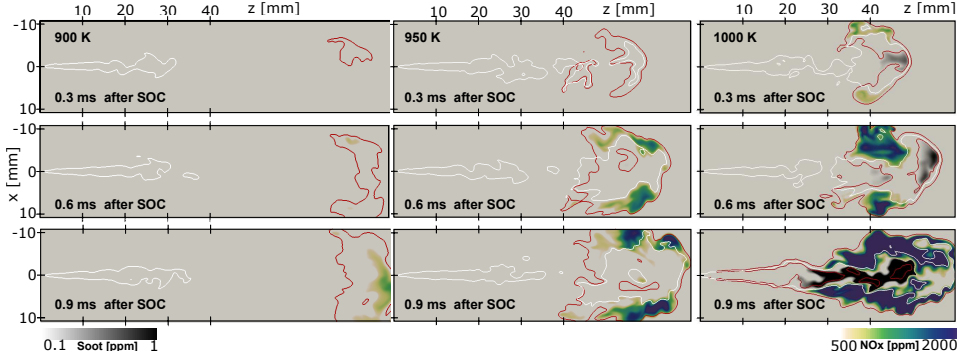 10 20 30 40 z [mm] 10 20 30 40 z [mm] 10 20 30 40 z [mm]
-10 900 K 950 K 1000 K
0
10 0.3 ms after SOC 0.3 ms after SOC 0.3 ms after SOC
-10
x [mm] 0
10 0.6 ms after SOC 0.6 ms after SOC 0.6 ms after SOC
-10
0
10 0.9 ms after SOC 0.9 ms after SOC 0.9 ms after SOC
0.1 Soot [ppm] 1 500 NOx [ppm] 2000